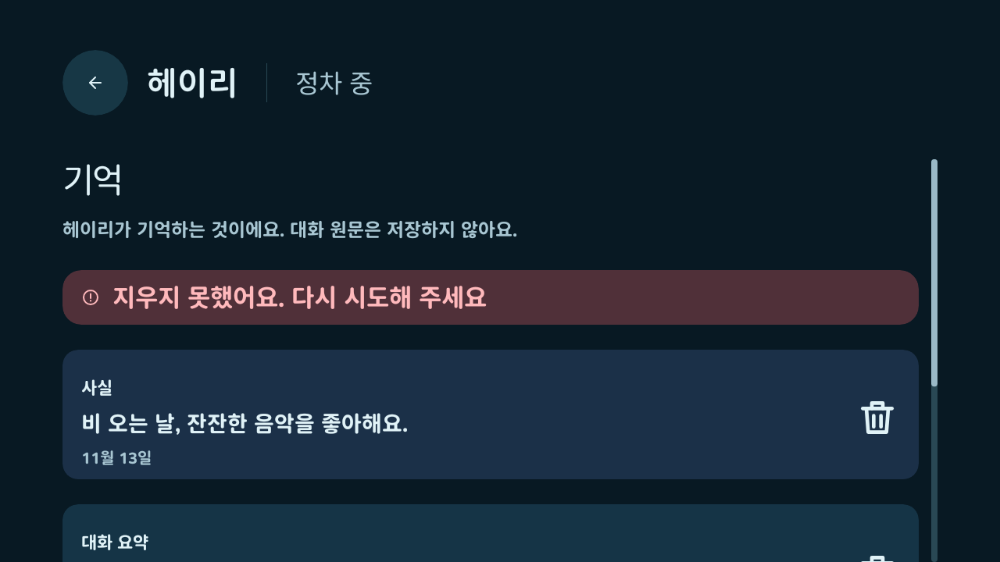 헤이리
정차 중
기억
헤이리가 기억하는 것이에요. 대화 원문은 저장하지 않아요.
지우지 못했어요. 다시 시도해 주세요
사실
비 오는 날, 잔잔한 음악을 좋아해요.
11월 13일
대화 요약